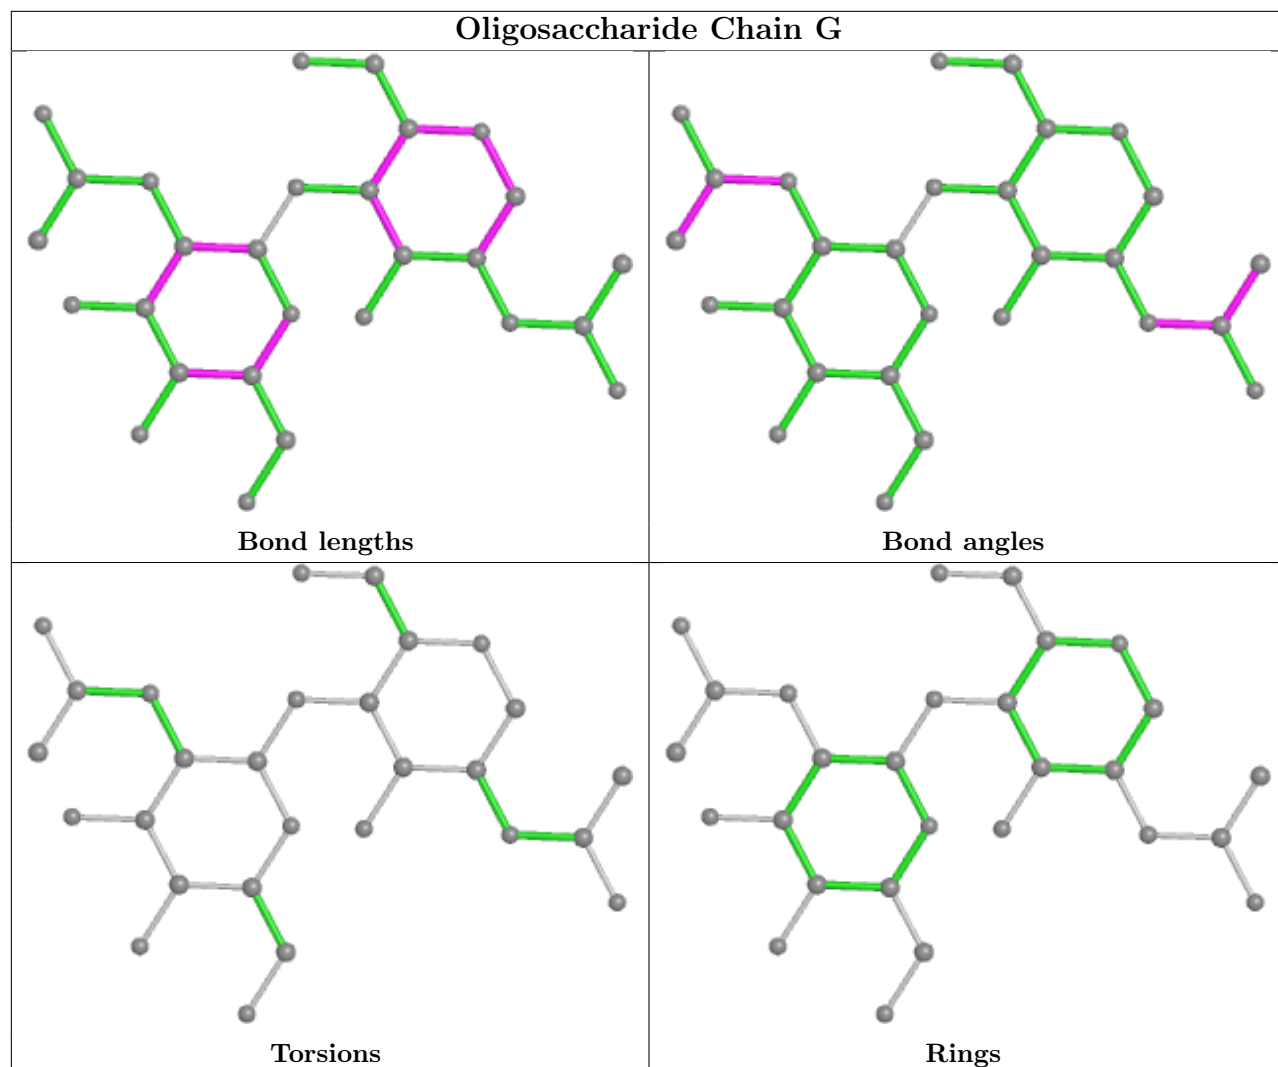 Oligosaccharide Chain G
Bond lengths
Bond angles
Torsions
Rings